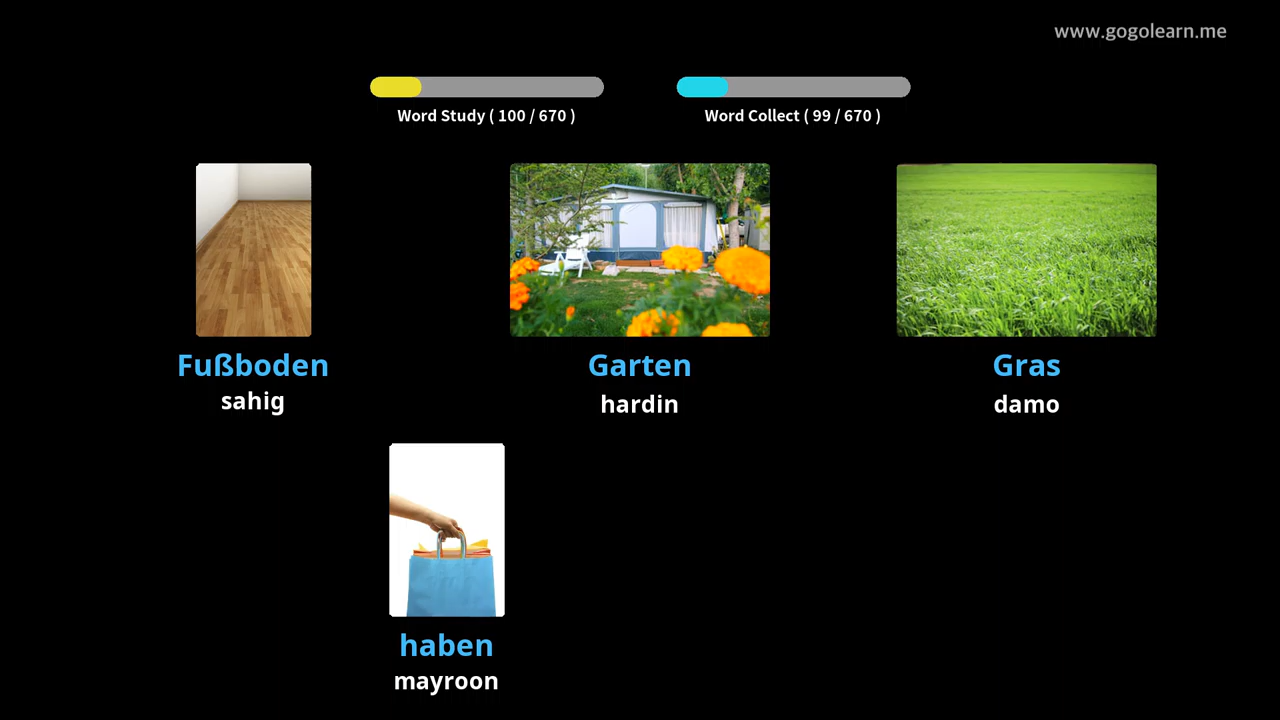 www.gogolearn.me
Word Study ( 100 / 670 )
Word Collect ( 99 / 670 )
Fußboden
sahig
Garten
hardin
Gras
damo
haben
mayroon